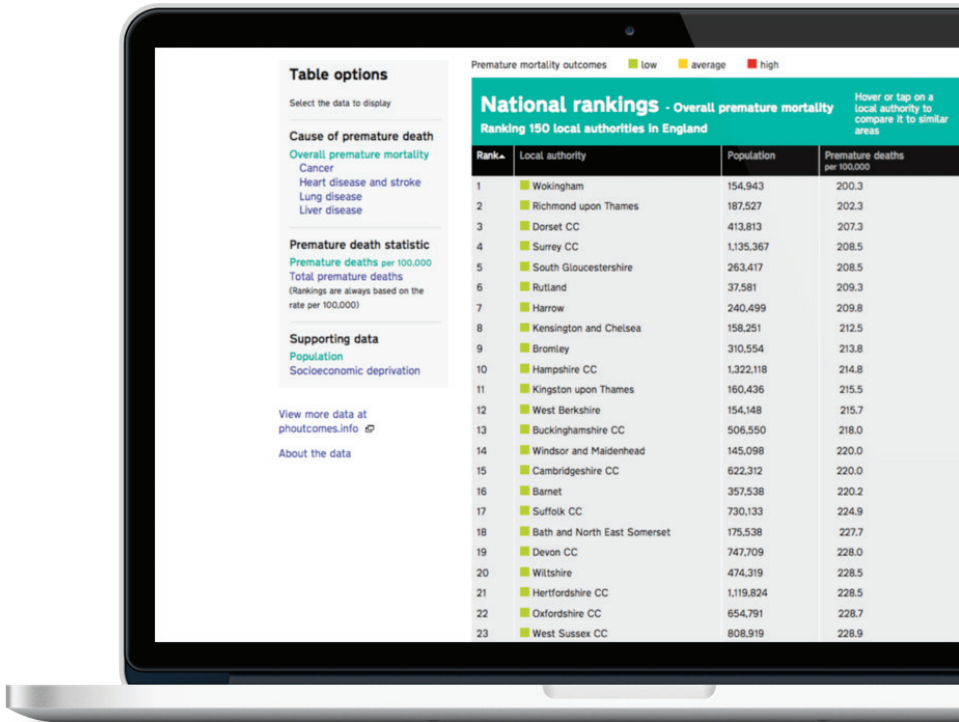 Table options
Select the data to display
Cause of premature death
Overall premature mortality
Cancer
Heart disease and stroke
Lung disease
Liver disease
Premature death statistic
Premature deaths per 100,000
Total premature deaths
(Rankings are always based on the
rate per 100,000)
Supporting data
Population
Socioeconomic deprivation
View more data at
phoutcomes.info
About the data
Premature mortality outcomes low average high
National rankings - Overall premature mortality
Ranking 150 local authorities in England
Hover or tap on a
local authority to
compare it to similar
areas
Rank Local authority Population Premature deaths
per 100,000
1 Wokingham 154,943 200.3
2 Richmond upon Thames 187,527 202.3
3 Dorset CC 413,813 207.3
4 Surrey CC 1,135,367 208.5
5 South Gloucestershire 263,417 208.5
6 Rutland 37,581 209.3
7 Harrow 240,499 209.8
8 Kensington and Chelsea 158,251 212.5
9 Bromley 310,554 213.8
10 Hampshire CC 1,322,118 214.8
11 Kingston upon Thames 160,436 215.5
12 West Berkshire 154,148 215.7
13 Buckinghamshire CC 506,550 218.0
14 Windsor and Maidenhead 145,098 220.0
15 Cambridgeshire CC 622,312 220.0
16 Barnet 357,538 220.2
17 Suffolk CC 730,133 224.9
18 Bath and North East Somerset 175,538 227.7
19 Devon CC 747,709 228.0
20 Wiltshire 474,319 228.5
21 Hertfordshire CC 1,119,824 228.5
22 Oxfordshire CC 654,791 228.7
23 West Sussex CC 808,919 228.9